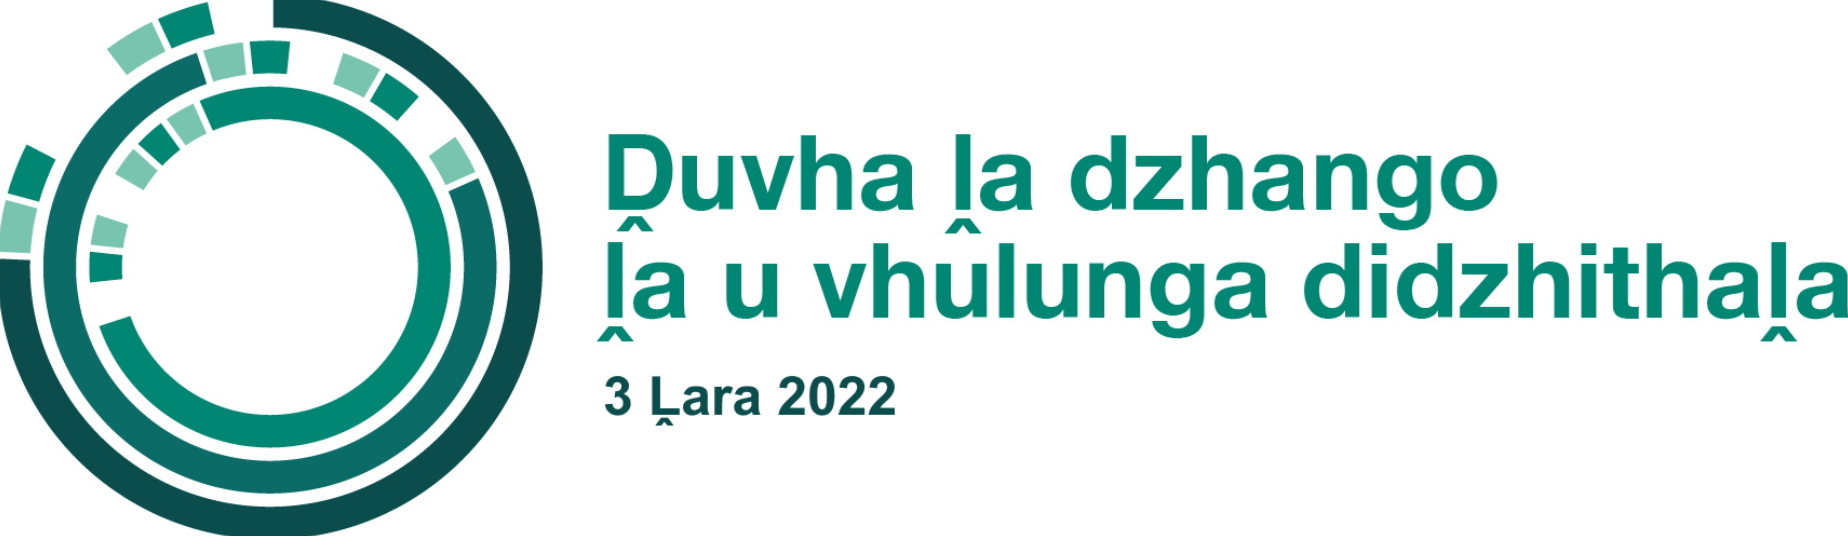 Ḓuvha ḽa dzhango
ḽa u vhulunga didzhithaḽa
3 Ḽara 2022